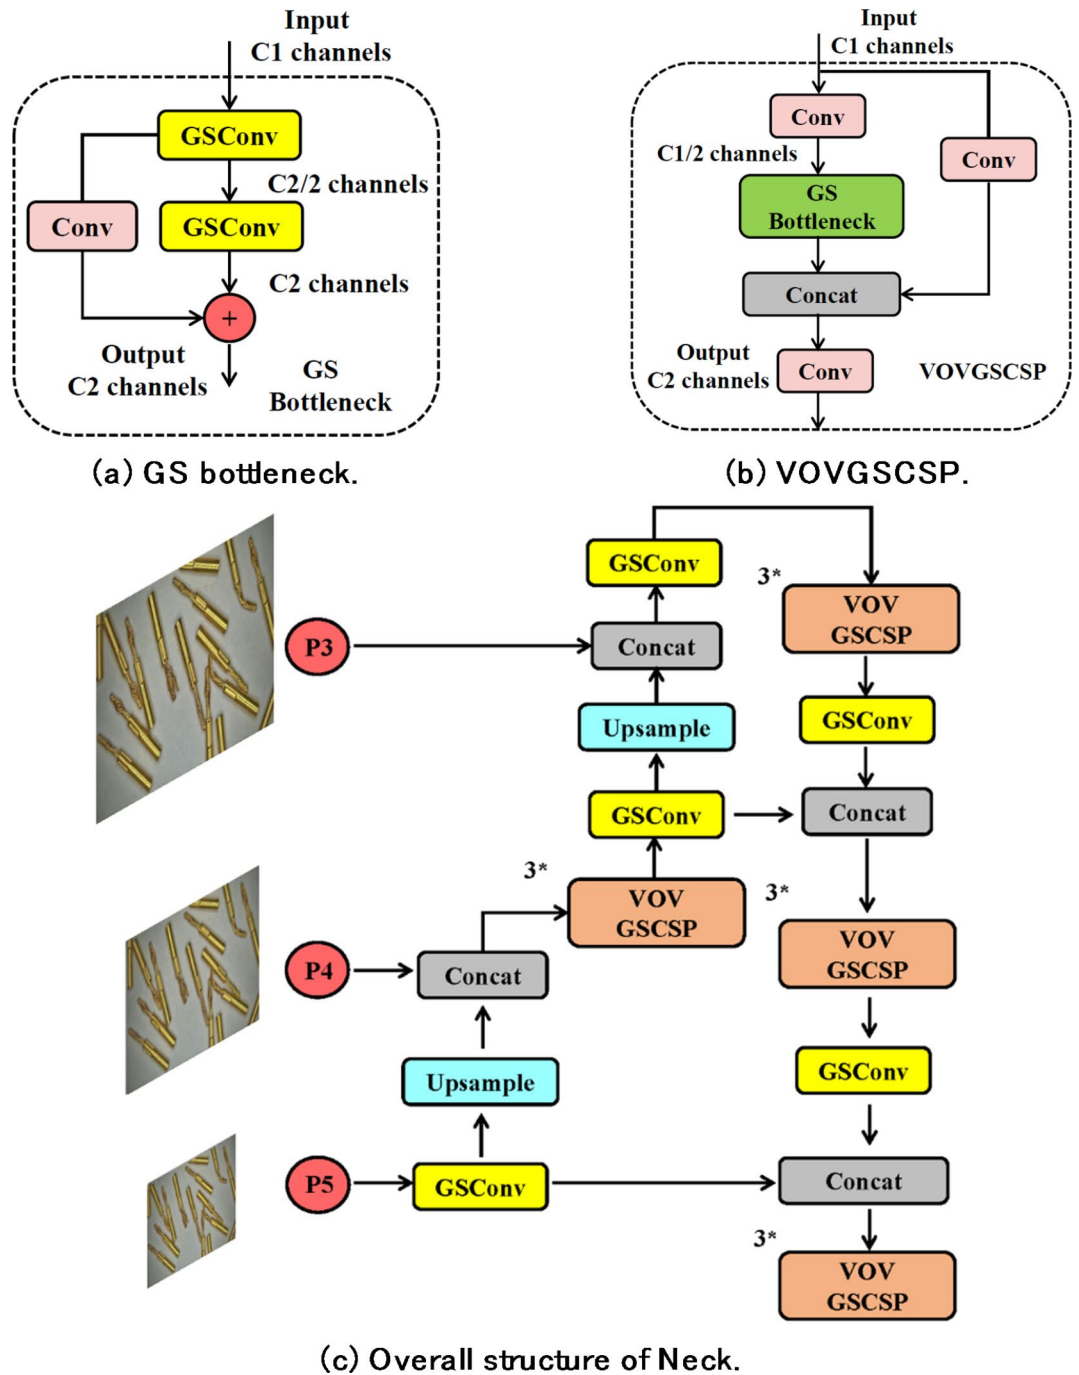 Input
C1 channels
GSConv
C2/2 channels
Conv
GSConv
C2 channels
+
Output
C2 channels
GS
Bottleneck
(a) GS bottleneck.
Input
C1 channels
Conv
C1/2 channels
Conv
GS
Bottleneck
Concat
Output
C2 channels
Conv
VOVGSCSP
(b) VOVGSCSP.
GSConv
3*
VOV
GSCSP
P3
Concat
Upsample
GSConv
GSConv
Concat
3*
VOV
GSCSP
3*
VOV
GSCSP
P4
Concat
Upsample
GSConv
P5
GSConv
Concat
3*
VOV
GSCSP
(c) Overall structure of Neck.